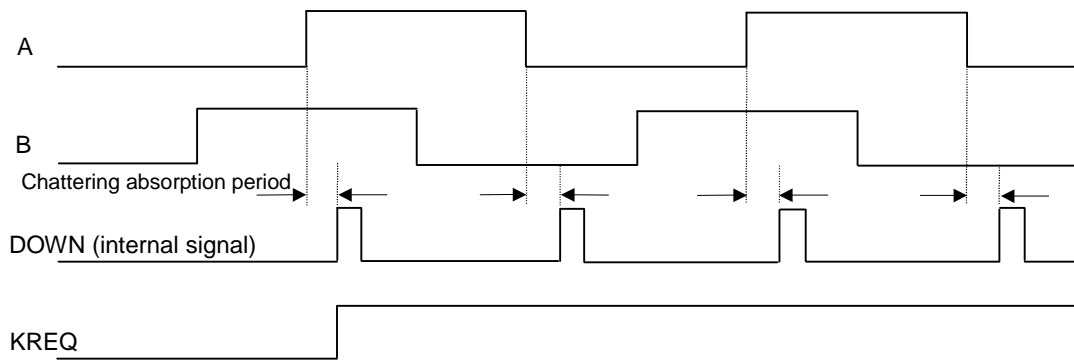 A
B
Chattering absorption period
DOWN (internal signal)
KREQ